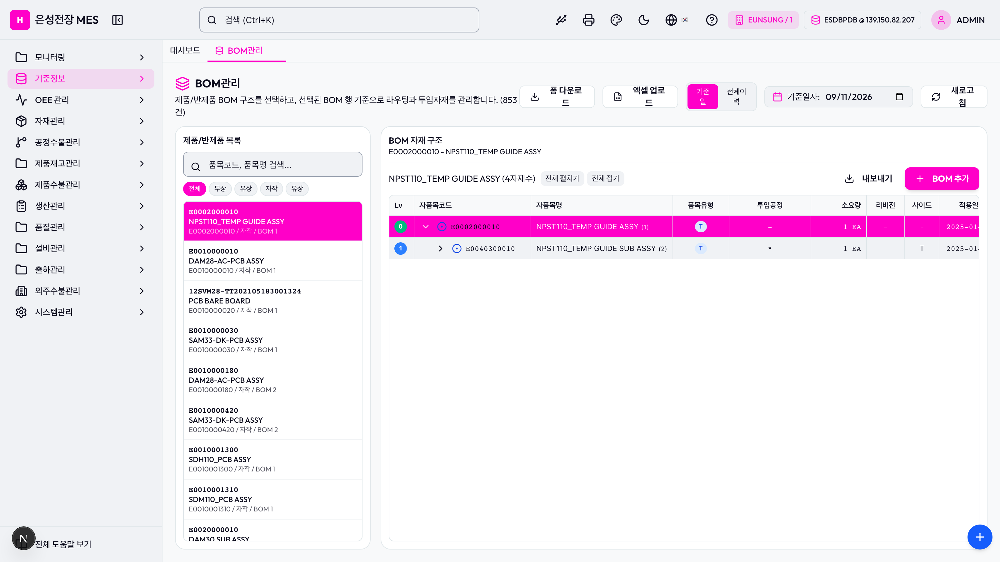 H 은성전장 MES
검색 (Ctrl+K)
EUNSUNG / 1
ESDBPDB @ 139.150.82.207
ADMIN
모니터링
기준정보
OEE 관리
자재관리
공정수불관리
제품재고관리
제품수불관리
생산관리
품질관리
설비관리
출하관리
외주수불관리
시스템관리
N
전체 도움말 보기
대시보드
BOM관리
BOM관리
제품/반제품 BOM 구조를 선택하고, 선택된 BOM 행 기준으로 라우팅과 투입자재를 관리합니다. (853
건)
폼 다운로
드
엑셀 업로
드
기준
일
전체이
력
기준일자: 09/11/2026
새로고
침
제품/반제품 목록
품목코드, 품목명 검색...
전체 무상 유상 자작 유상
E0002000010
NPST110_TEMP GUIDE ASSY
E0002000010 / 자작 / BOM 1
E0010000010
DAM28-AC-PCB ASSY
E0010000010 / 자작 / BOM 1
12SVM28-TT202105183001324
PCB BARE BOARD
E0010000020 / 자작 / BOM 1
E0010000030
SAM33-DK-PCB ASSY
E0010000030 / 자작 / BOM 1
E0010000180
DAM28-AC-PCB ASSY
E0010000180 / 자작 / BOM 2
E0010000420
SAM33-DK-PCB ASSY
E0010000420 / 자작 / BOM 2
E0010001300
SDH110_PCB ASSY
E0010001300 / 자작 / BOM 1
E0010001310
SDM110_PCB ASSY
E0010001310 / 자작 / BOM 1
E0020000010
DAM30 SUB ASSY
BOM 자재 구조
E0002000010 - NPST110_TEMP GUIDE ASSY
NPST110_TEMP GUIDE ASSY (4자재수) 전체 펼치기 전체 접기 내보내기 BOM 추가
Lv 자품목코드 자품목명 품목유형 투입공정 소요량 리비전 사이드 적용일
0 E0002000010 NPST110_TEMP GUIDE ASSY (1) T - 1 EA - - 2025-01-
1 E0040300010 NPST110_TEMP GUIDE SUB ASSY (2) T * 1 EA T 2025-01-